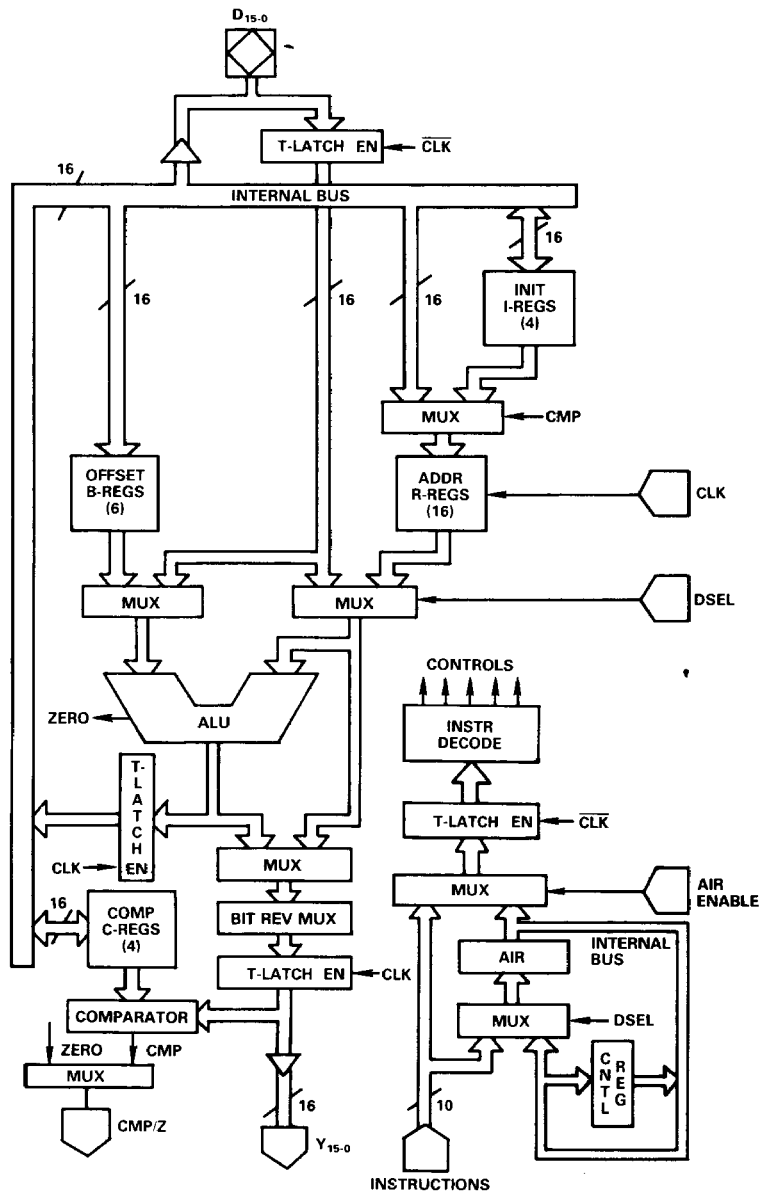 D15-0
T-LATCH EN
CLK
16
INTERNAL BUS
16
16
16
16
INIT
I-REGS
(4)
MUX
CMP
OFFSET
B-REGS
(6)
ADDR
R-REGS
(16)
CLK
MUX
MUX
DSEL
CONTROLS
ZERO
ALU
INSTR
DECODE
T-LATCH
EN
CLK
T-LATCH EN
CLK
MUX
MUX
AIR
ENABLE
16
COMP
C-REGS
(4)
BIT REV MUX
INTERNAL
BUS
AIR
T-LATCH EN
CLK
COMPARATOR
MUX
DSEL
ZERO
CMP
MUX
CNTL
REG
CMP/Z
16
Y15-0
10
INSTRUCTIONS